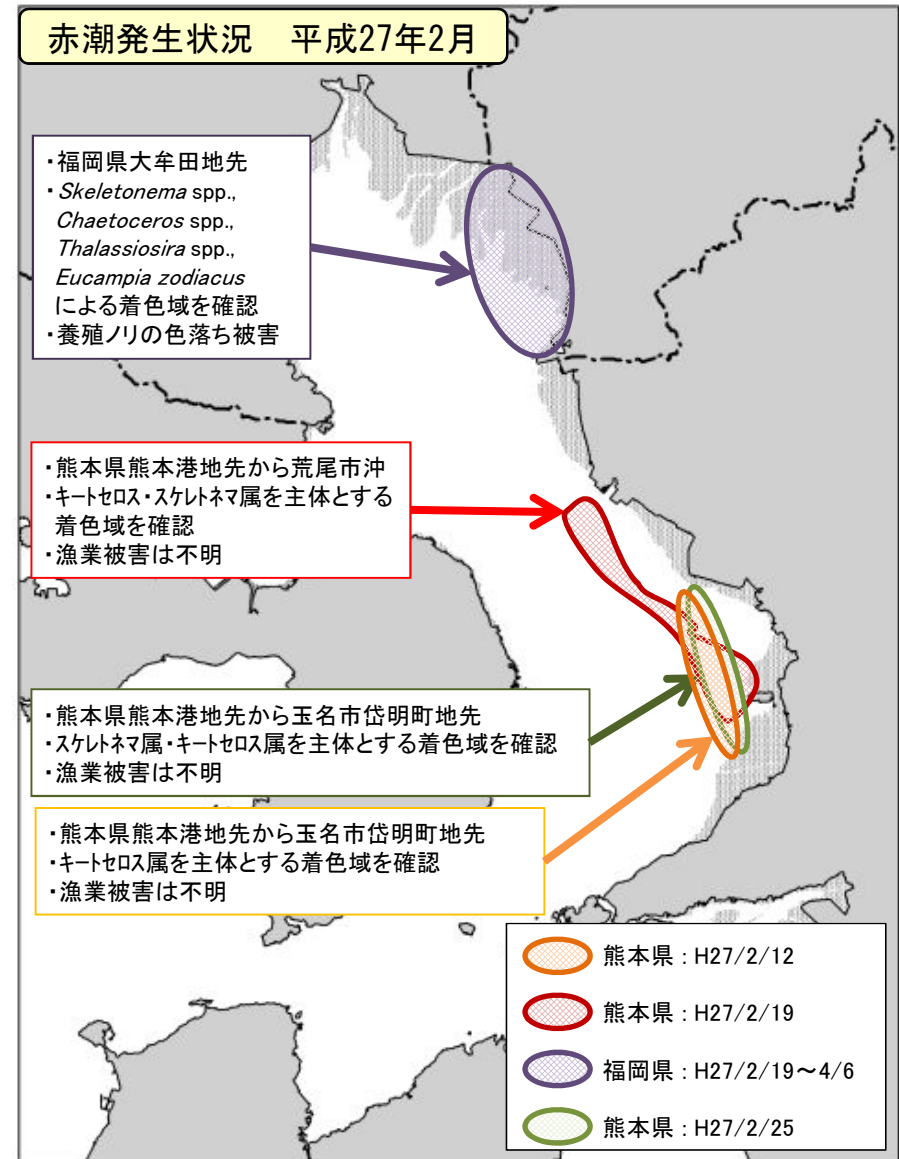 赤潮発生状況　平成27年2月
・福岡県大牟田地先
・Skeletonema spp.,
Chaetoceros spp.,
Thalassiosira spp.,
Eucampia zodiacus
による着色域を確認
・養殖ノリの色落ち被害
・熊本県熊本港地先から荒尾市沖
・ｷｰﾄｾﾛｽ・ｽｹﾚﾄﾈﾏ属を主体とする
着色域を確認
・漁業被害は不明
・熊本県熊本港地先から玉名市岱明町地先
・ｽｹﾚﾄﾈﾏ属・ｷｰﾄｾﾛｽ属を主体とする着色域を確認
・漁業被害は不明
・熊本県熊本港地先から玉名市岱明町地先
・ｷｰﾄｾﾛｽ属を主体とする着色域を確認
・漁業被害は不明
熊本県：H27/2/12
熊本県：H27/2/19
福岡県：H27/2/19～4/6
熊本県：H27/2/25